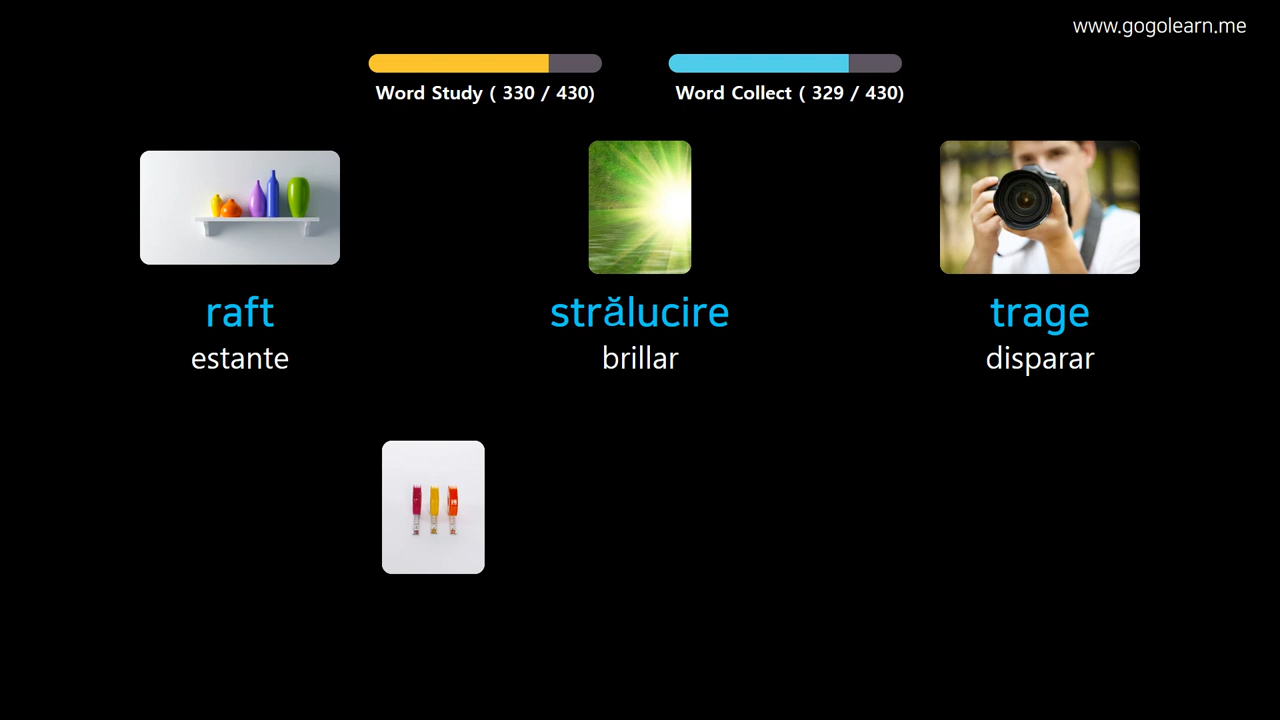 www.gogolearn.me
Word Study ( 330 / 430)
Word Collect ( 329 / 430)
raft
strălucire
trage
estante
brillar
disparar